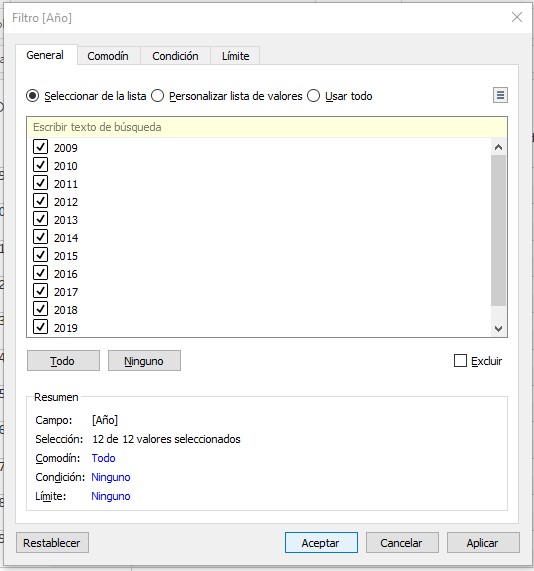 Filtro [Año]
General Comodín Condición Límite
Seleccionar de la lista Personalizar lista de valores Usar todo
Escribir texto de búsqueda
2009
2010
2011
2012
2013
2014
2015
2016
2017
2018
2019
Todo Ninguno Excluir
Resumen
Campo: [Año]
Selección: 12 de 12 valores seleccionados
Comodín: Todo
Condición: Ninguno
Límite: Ninguno
Restablecer Aceptar Cancelar Aplicar